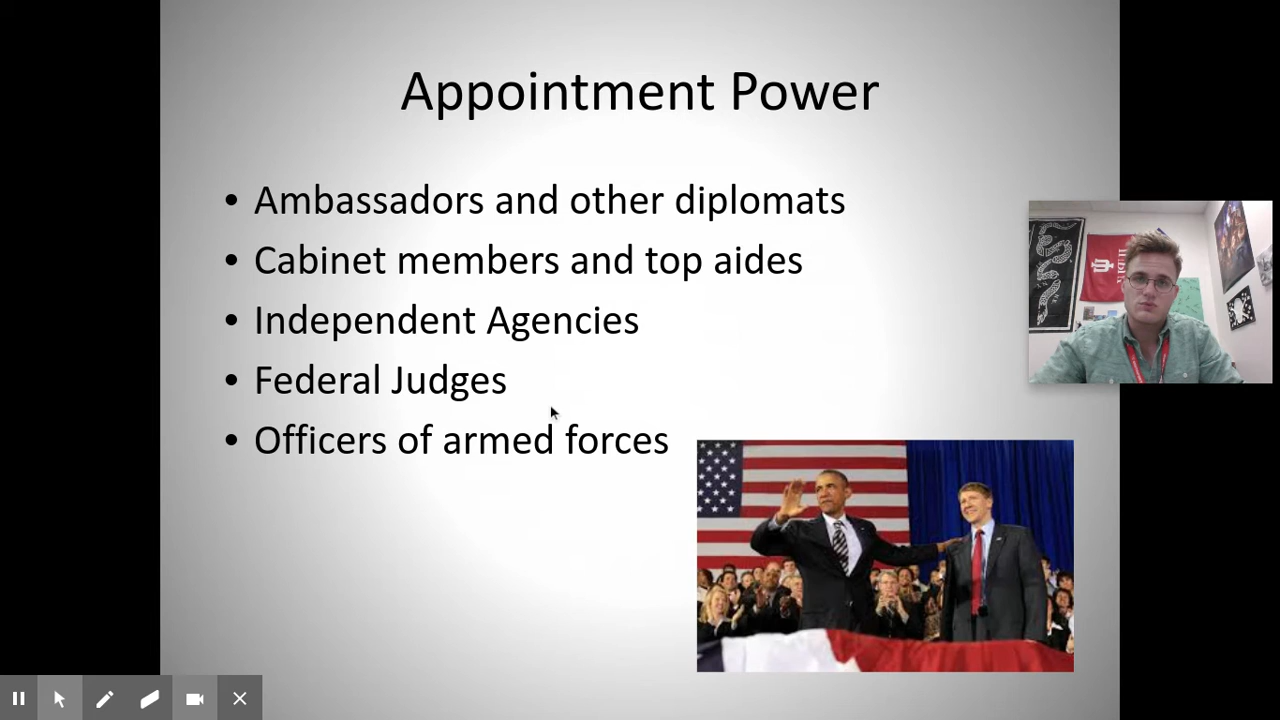 Appointment Power
• Ambassadors and other diplomats
• Cabinet members and top aides
• Independent Agencies
• Federal Judges
• Officers of armed forces